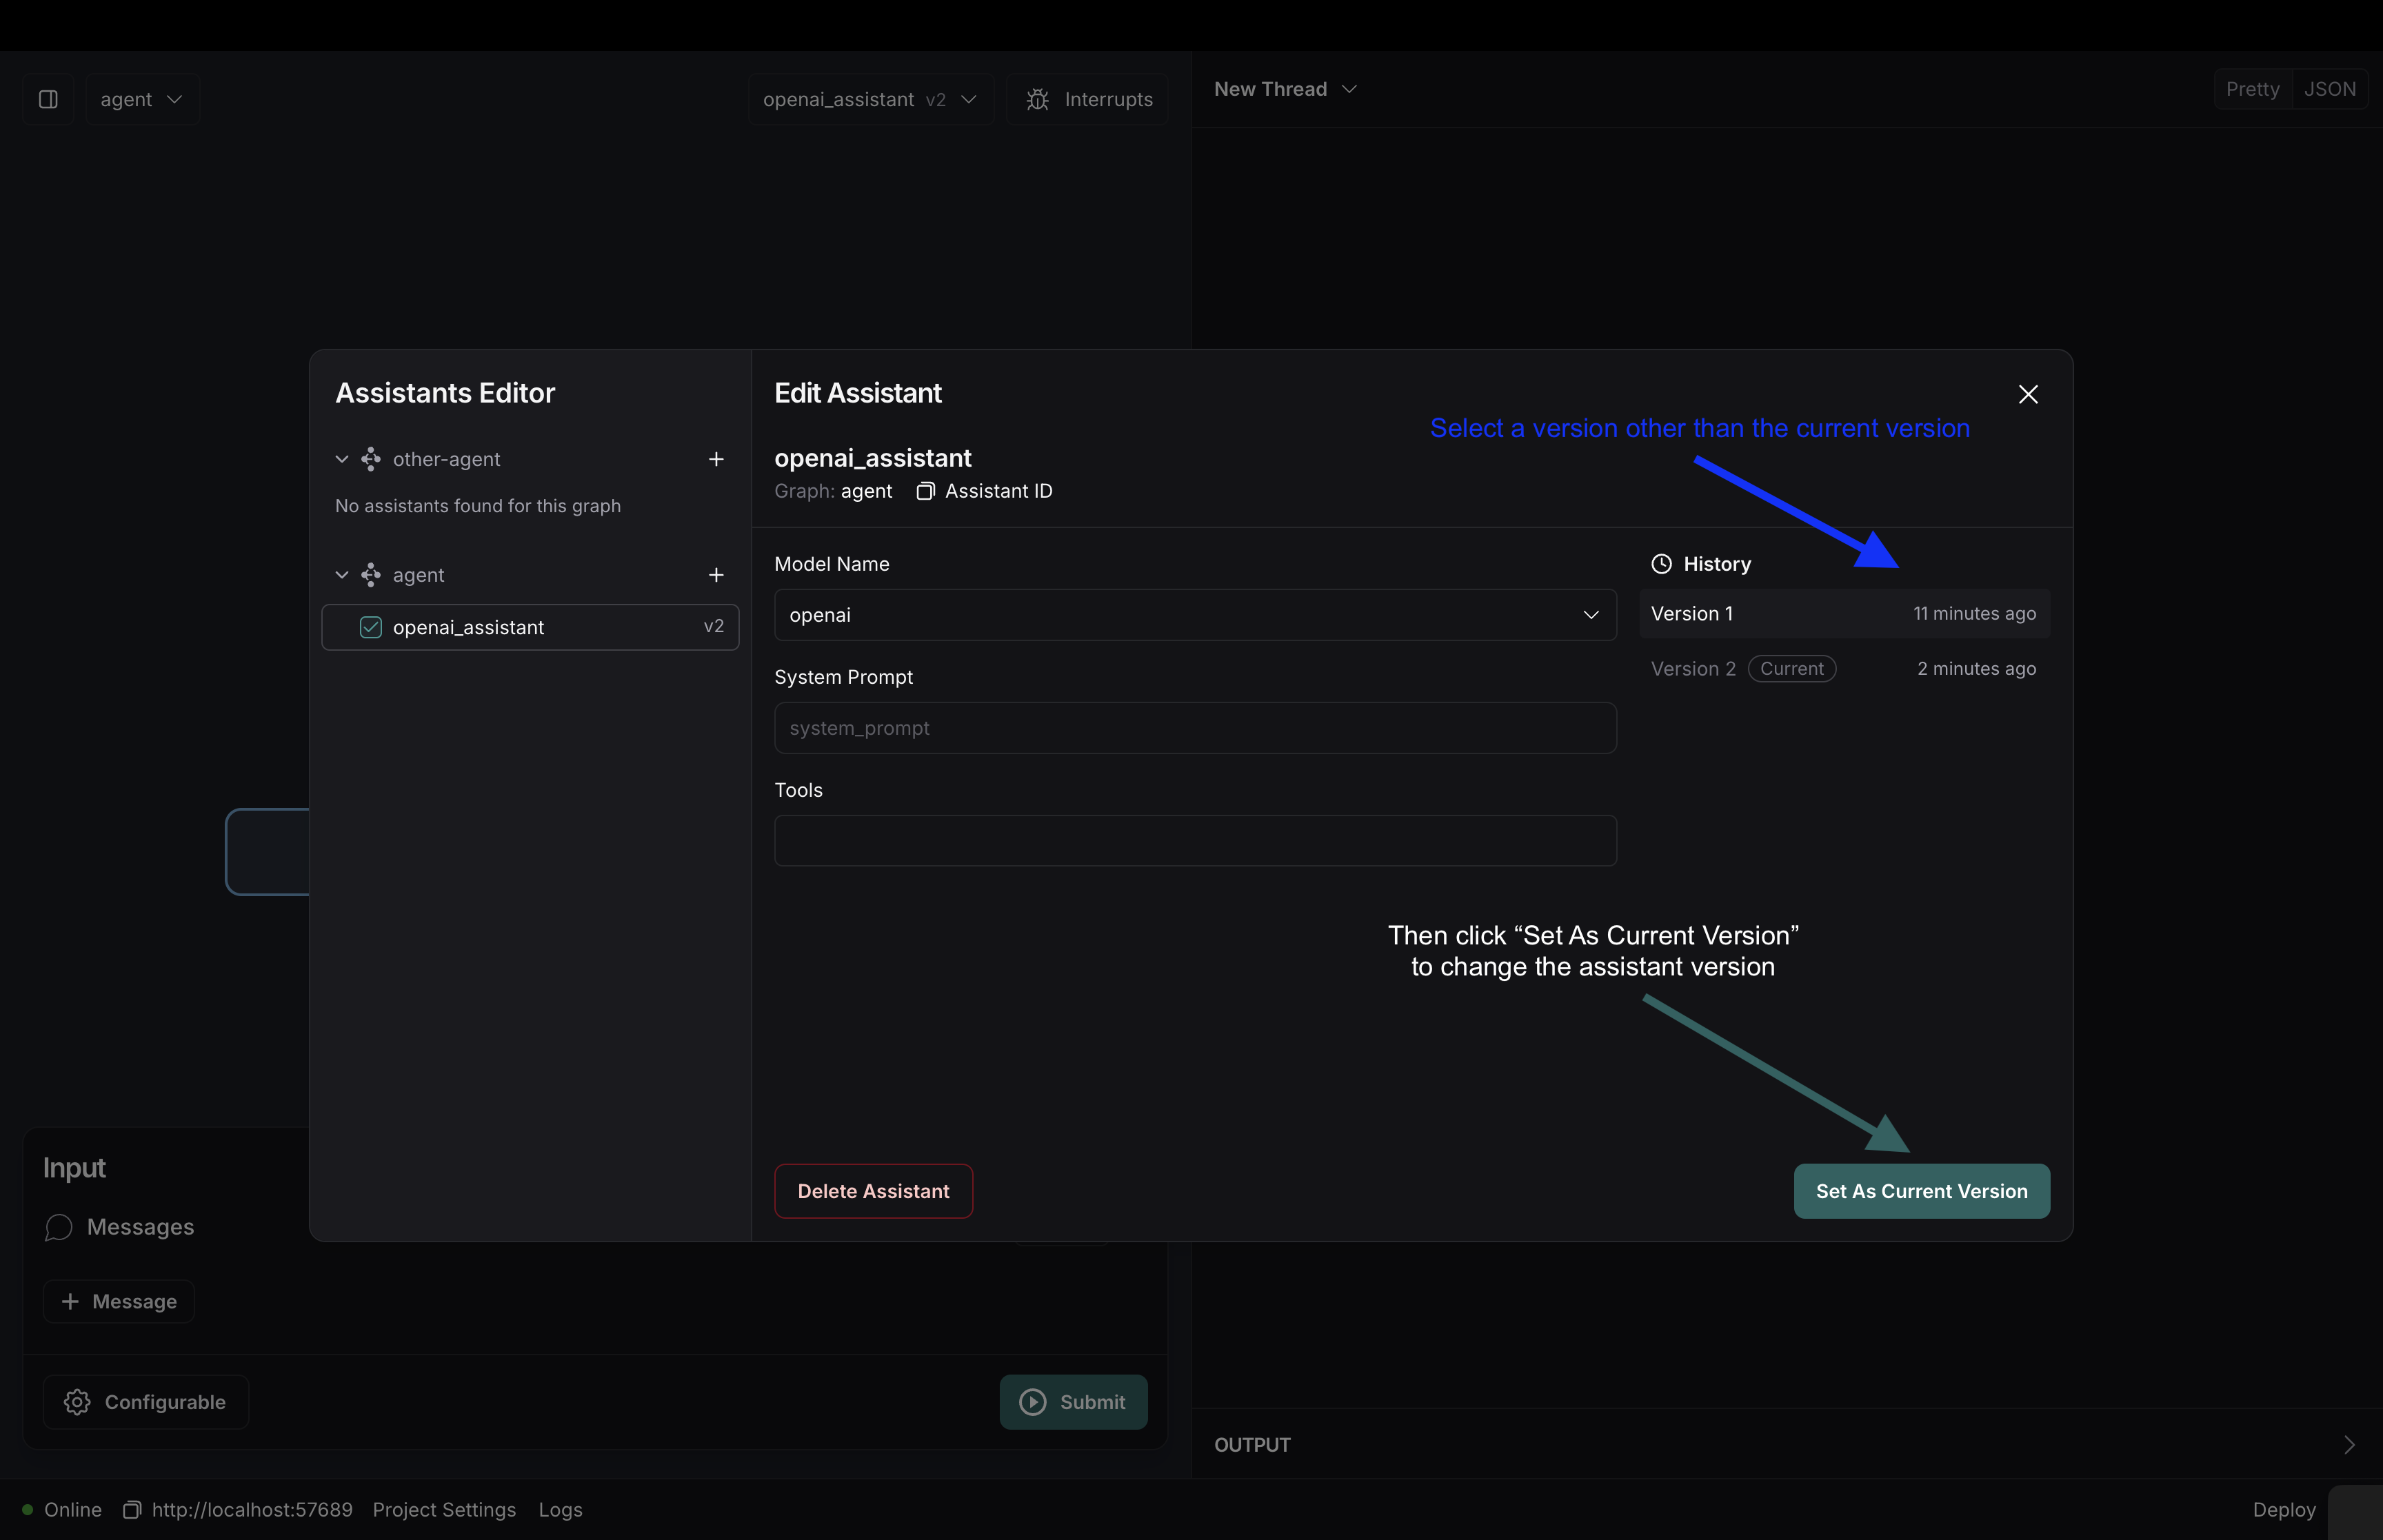 agent
openai_assistant v2
Interrupts
New Thread
Pretty
JSON
Assistants Editor
other-agent
No assistants found for this graph
agent
openai_assistant v2
Edit Assistant
Select a version other than the current version
openai_assistant
Graph: agent Assistant ID
Model Name
openai
System Prompt
system_prompt
Tools
History
Version 1 11 minutes ago
Version 2 Current 2 minutes ago
Then click “Set As Current Version”
to change the assistant version
Delete Assistant
Set As Current Version
Input
Messages
Message
Configurable
Submit
OUTPUT
Online http://localhost:57689 Project Settings Logs
Deploy